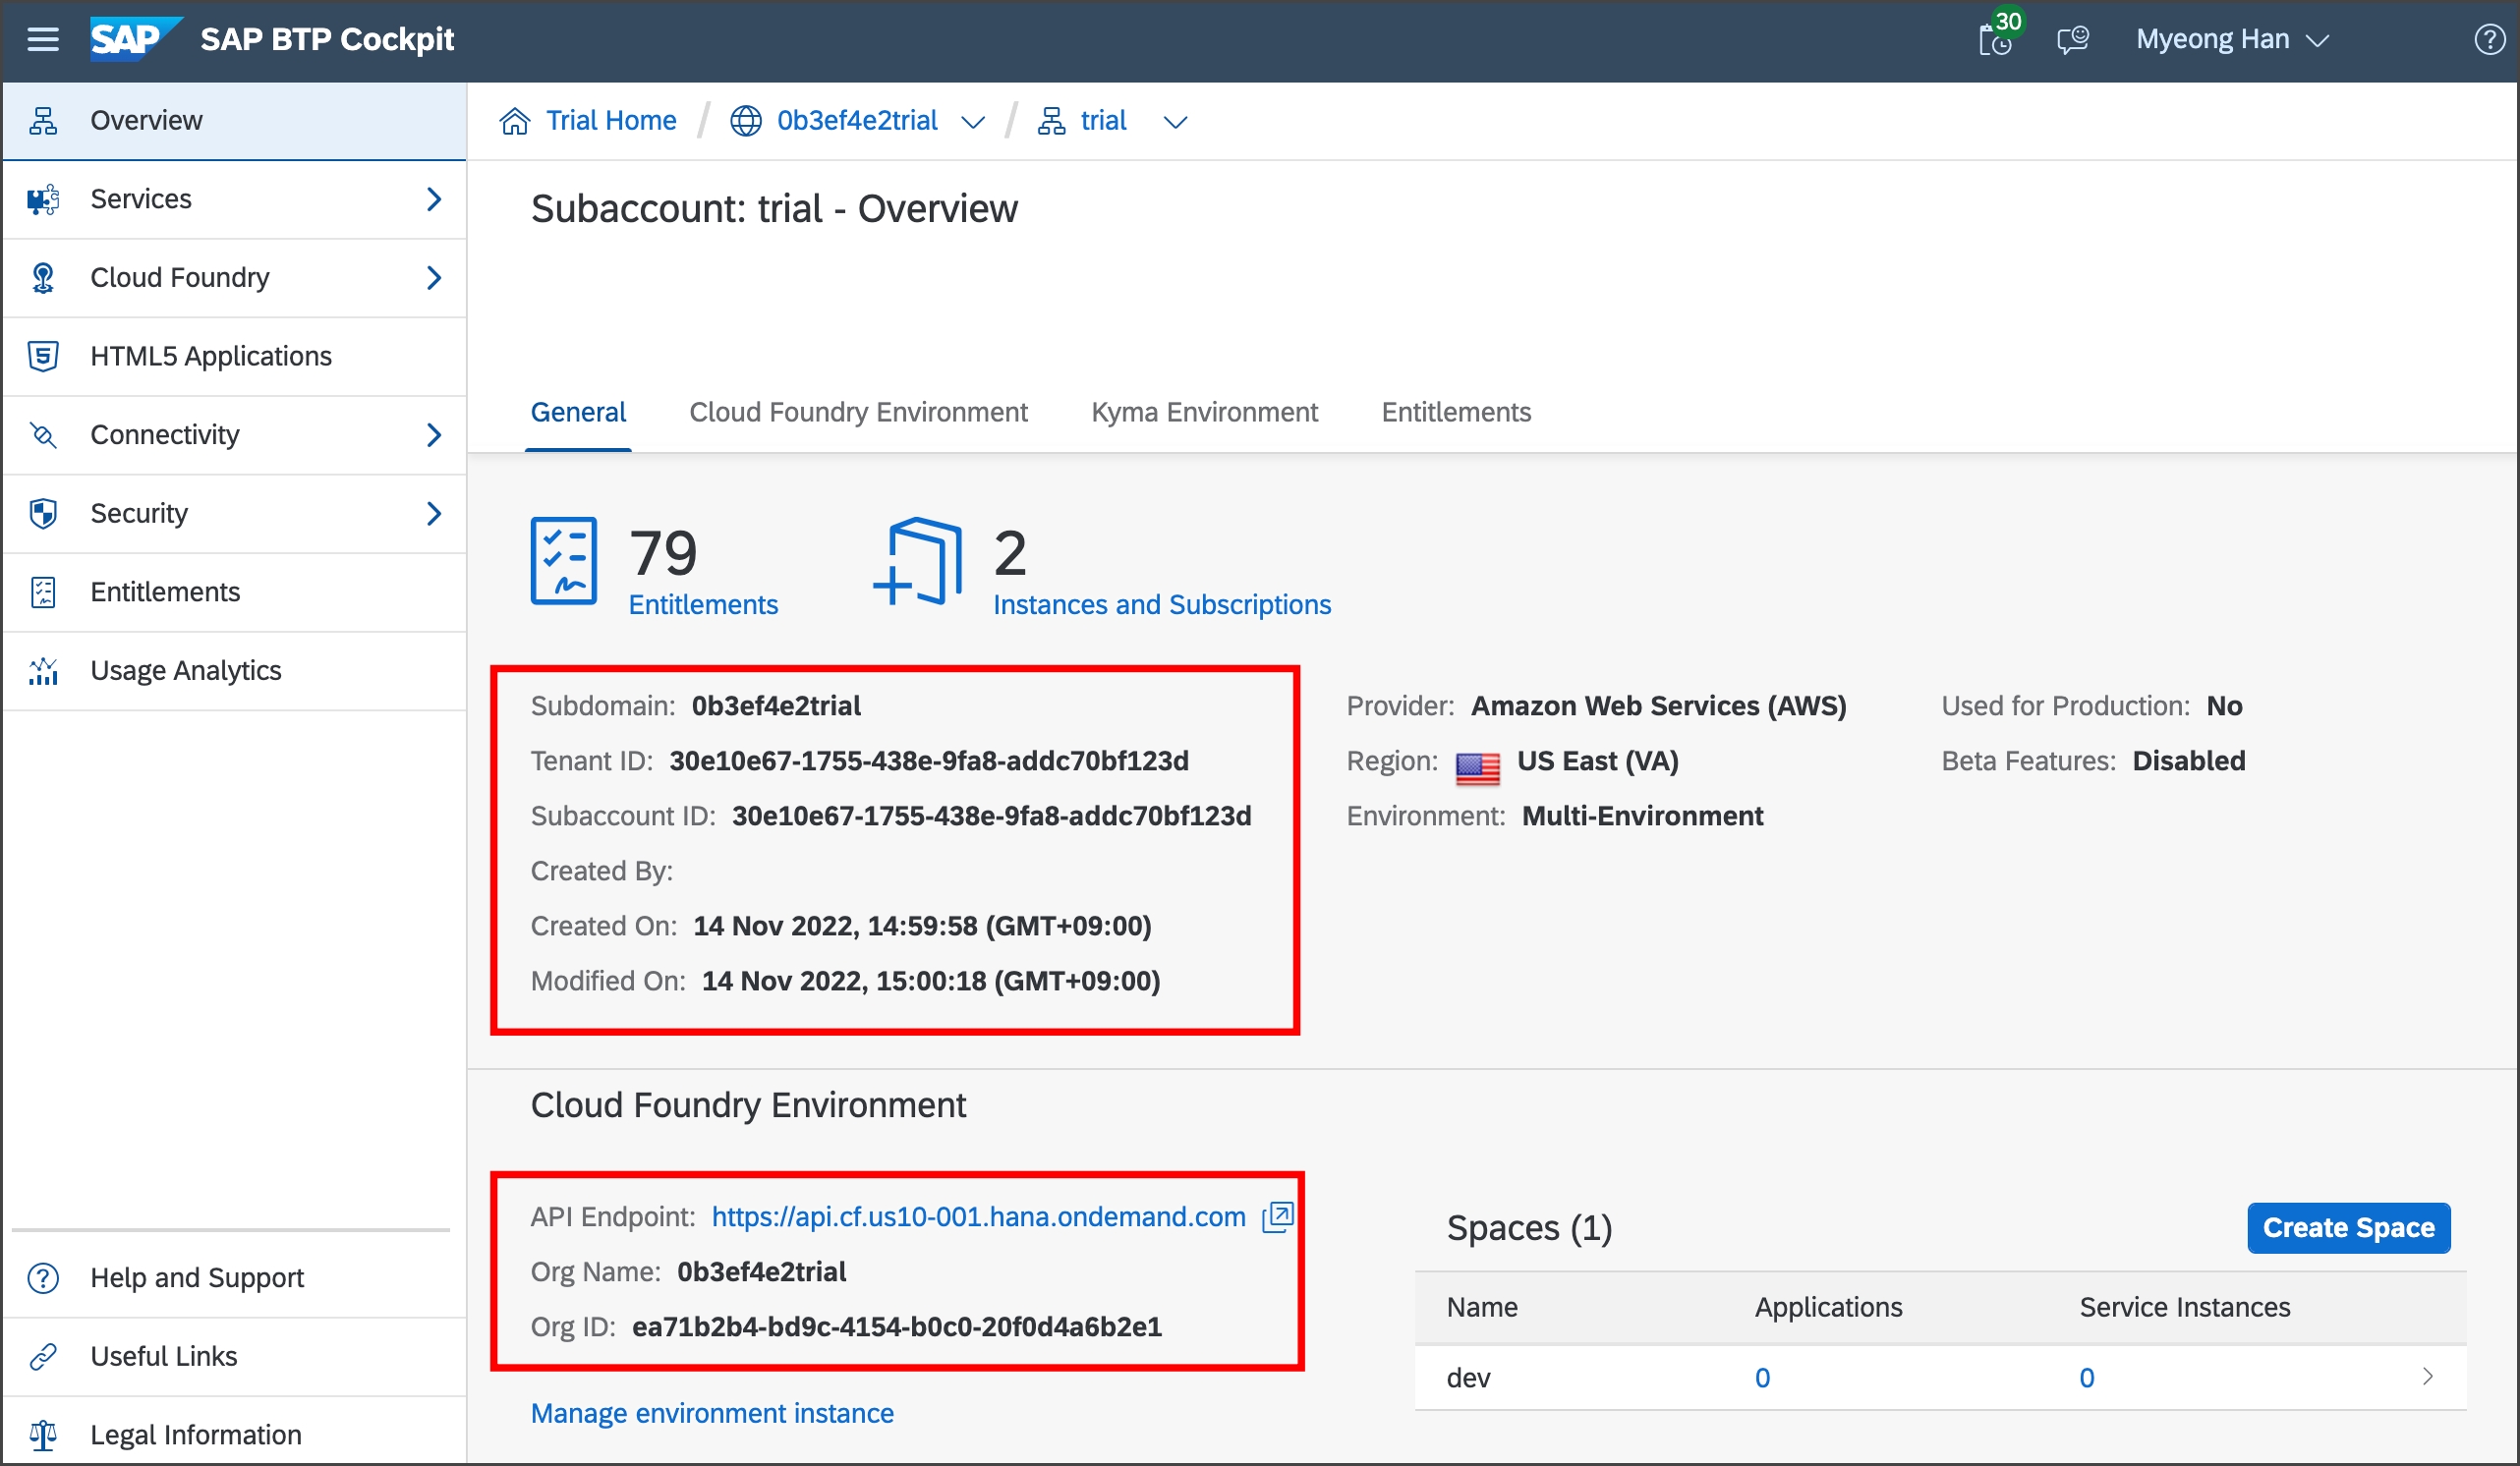 SAP SAP BTP Cockpit
30
Myeong Han
Overview
Services
Cloud Foundry
HTML5 Applications
Connectivity
Security
Entitlements
Usage Analytics
Help and Support
Useful Links
Legal Information
Trial Home / 0b3ef4e2trial / trial
Subaccount: trial - Overview
General Cloud Foundry Environment Kyma Environment Entitlements
79
Entitlements
2
Instances and Subscriptions
Subdomain: 0b3ef4e2trial
Tenant ID: 30e10e67-1755-438e-9fa8-addc70bf123d
Subaccount ID: 30e10e67-1755-438e-9fa8-addc70bf123d
Created By:
Created On: 14 Nov 2022, 14:59:58 (GMT+09:00)
Modified On: 14 Nov 2022, 15:00:18 (GMT+09:00)
Provider: Amazon Web Services (AWS)
Region: US East (VA)
Environment: Multi-Environment
Used for Production: No
Beta Features: Disabled
Cloud Foundry Environment
API Endpoint: https://api.cf.us10-001.hana.ondemand.com
Org Name: 0b3ef4e2trial
Org ID: ea71b2b4-bd9c-4154-b0c0-20f0d4a6b2e1
Manage environment instance
Spaces (1)
Create Space
Name Applications Service Instances
dev 0 0